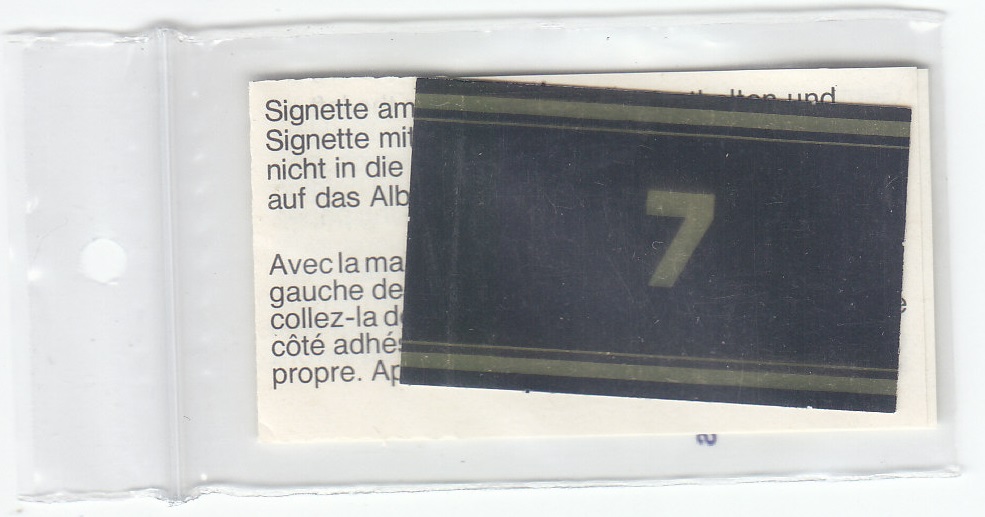 Signette am und
Signette mit
nicht in die
auf das Alb
7
Avec la ma
gauche de
collez-la d
côté adhés
propre. Ap